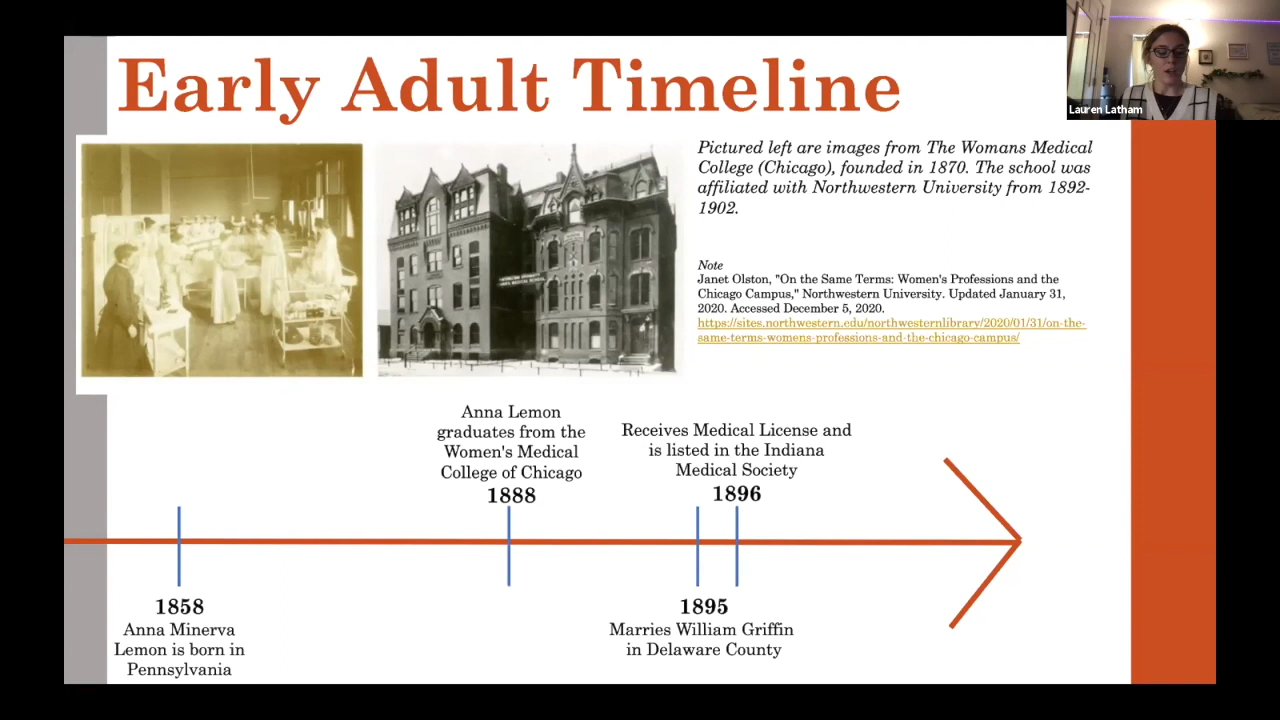 Early Adult Timeline
Lauren Latham
Pictured left are images from The Womans Medical
College (Chicago), founded in 1870. The school was
affiliated with Northwestern University from 1892-
1902.
Note
Janet Olston, "On the Same Terms: Women's Professions and the
Chicago Campus," Northwestern University. Updated January 31,
2020. Accessed December 5, 2020.
https://sites.northwestern.edu/northwesternlibrary/2020/01/31/on-the-
same-terms-womens-professions-and-the-chicago-campus/
Anna Lemon
graduates from the
Women's Medical
College of Chicago
1888
Receives Medical License and
is listed in the Indiana
Medical Society
1896
1858
Anna Minerva
Lemon is born in
Pennsylvania
1895
Marries William Griffin
in Delaware County